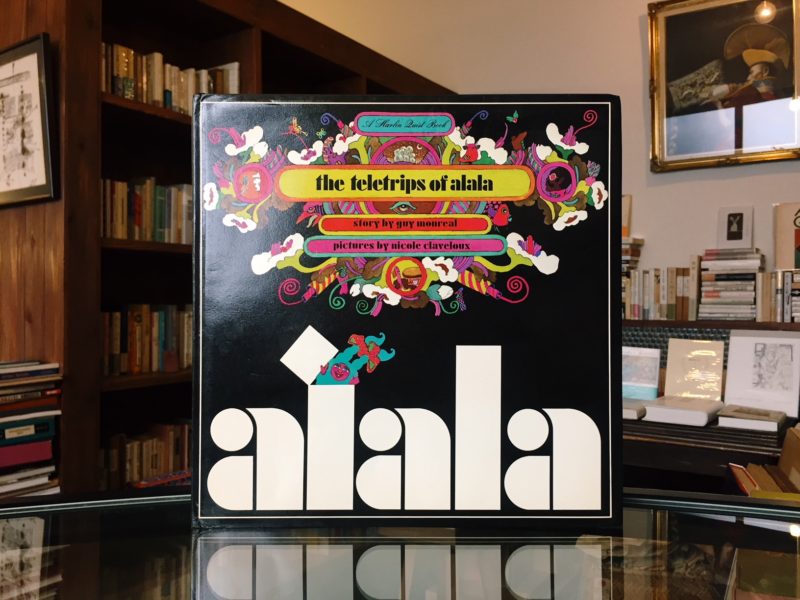 A Harlin Quist Book
the teletrips of alala
story by guy monreal
pictures by nicole claveloux
alala